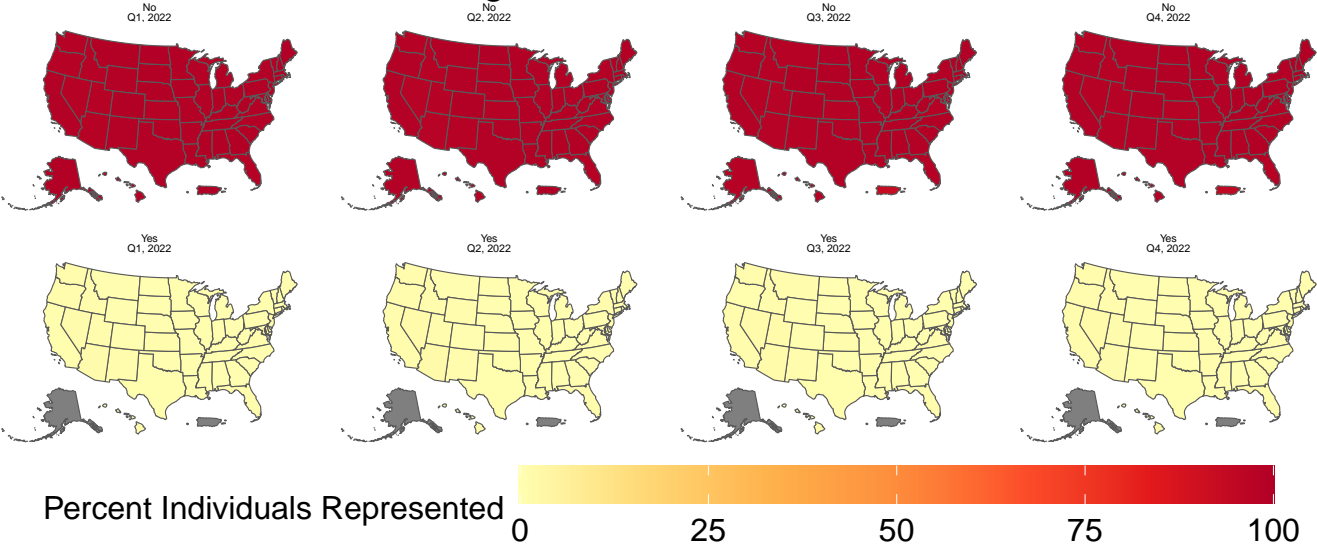 No
Q1, 2022
No
Q2, 2022
No
Q3, 2022
No
Q4, 2022
Yes
Q1, 2022
Yes
Q2, 2022
Yes
Q3, 2022
Yes
Q4, 2022
Percent Individuals Represented
0 25 50 75 100